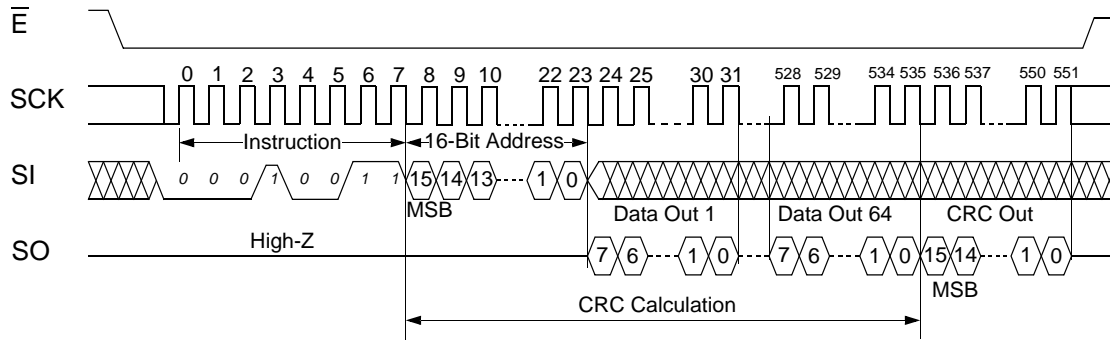 E
0 1 2 3 4 5 6 7 8 9 10 22 23 24 25 30 31 528 529 534 535 536 537 550 551
SCK
Instruction 16-Bit Address
SI 0 0 0 1 0 0 1 1 15 14 13 1 0
MSB Data Out 1 Data Out 64 CRC Out
High-Z
SO 7 6 1 0 7 6 1 0 15 14 1 0
MSB
CRC Calculation